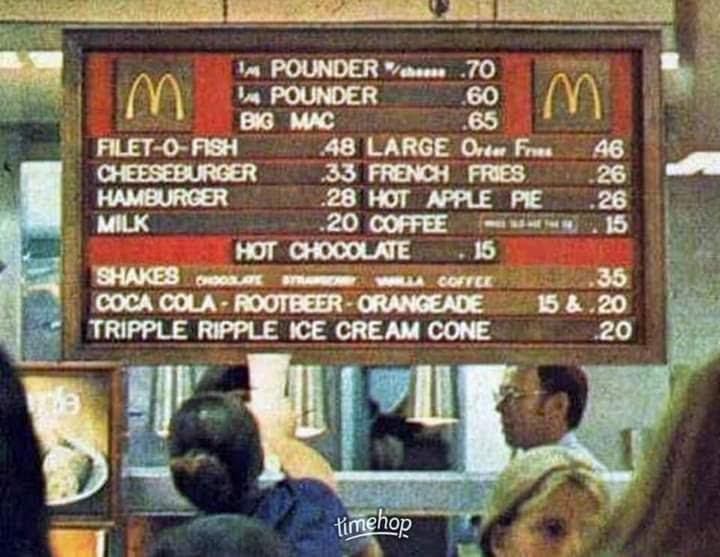 1/4 POUNDER w/cheese .70
1/4 POUNDER .60
BIG MAC .65
FILET-O-FISH .48 LARGE Order Fries 46
CHEESEBURGER .33 FRENCH FRIES .26
HAMBURGER .28 HOT APPLE PIE .26
MILK .20 COFFEE .15
HOT CHOCOLATE .15
SHAKES CHOCOLATE STRAWBERRY VANILLA COFFEE .35
COCA COLA - ROOTBEER - ORANGEADE 15 & .20
TRIPPLE RIPPLE ICE CREAM CONE .20
timehop